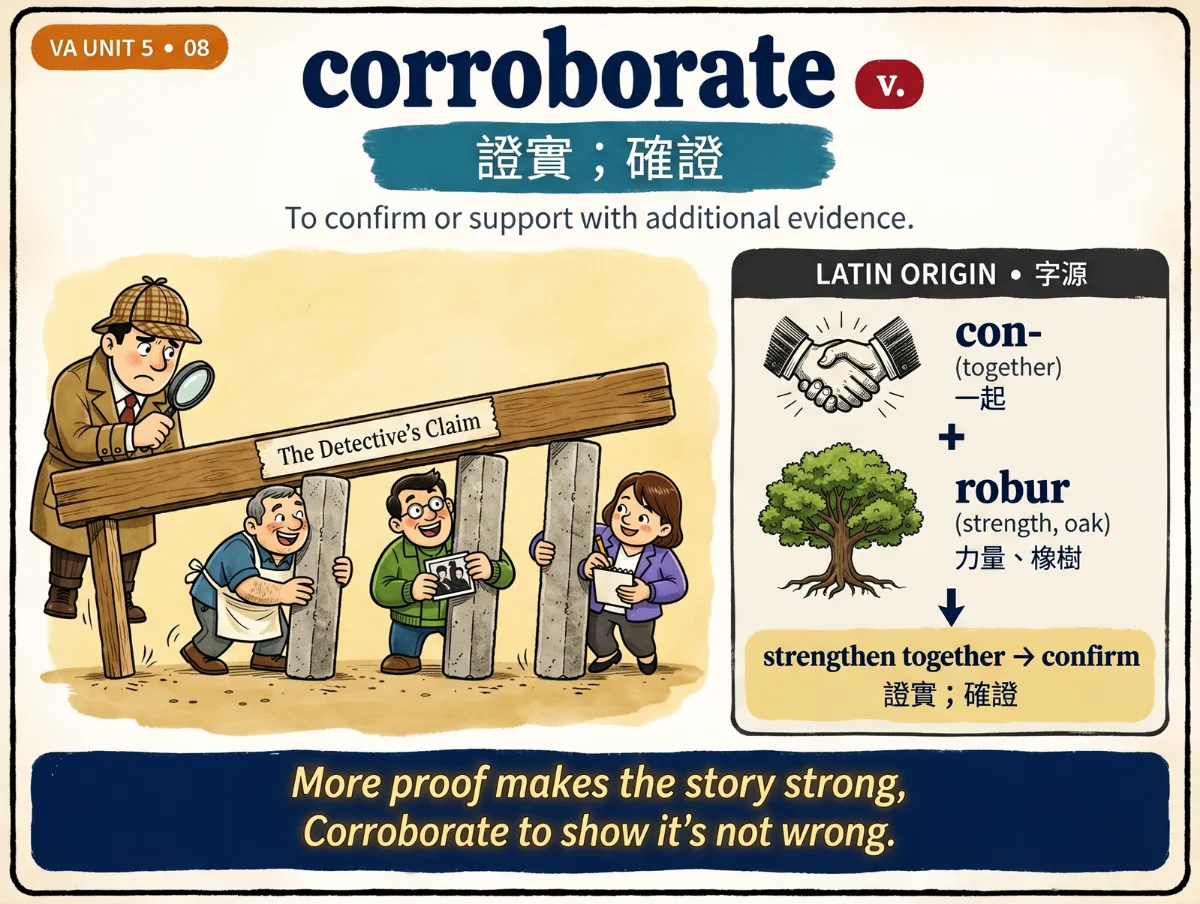 VA UNIT 5 • 08
corroborate v.
證實；確證
To confirm or support with additional evidence.
The Detective's Claim
LATIN ORIGIN • 字源
con-
(together)
一起
+
robur
(strength, oak)
力量、橡樹
strengthen together → confirm
證實；確證
More proof makes the story strong,
Corroborate to show it's not wrong.